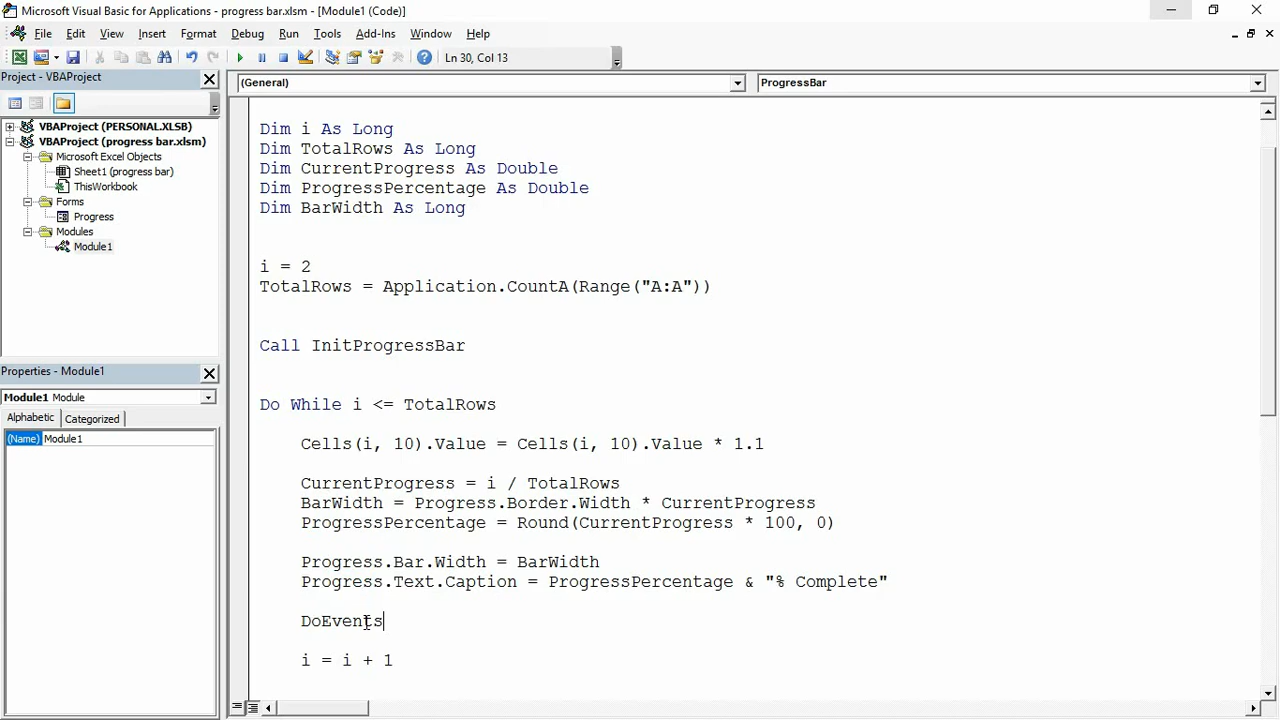 Microsoft Visual Basic for Applications - progress bar.xlsm - [Module1 (Code)]
File Edit View Insert Format Debug Run Tools Add-Ins Window Help
Ln 30, Col 13
Project - VBAProject
(General)
ProgressBar
VBAProject (PERSONAL.XLSB)
VBAProject (progress bar.xlsm)
Microsoft Excel Objects
Sheet1 (progress bar)
ThisWorkbook
Forms
Progress
Modules
Module1
Properties - Module1
Module1 Module
Alphabetic Categorized
(Name) Module1
Dim i As Long
Dim TotalRows As Long
Dim CurrentProgress As Double
Dim ProgressPercentage As Double
Dim BarWidth As Long
i = 2
TotalRows = Application.CountA(Range("A:A"))
Call InitProgressBar
Do While i <= TotalRows
Cells(i, 10).Value = Cells(i, 10).Value * 1.1
CurrentProgress = i / TotalRows
BarWidth = Progress.Border.Width * CurrentProgress
ProgressPercentage = Round(CurrentProgress * 100, 0)
Progress.Bar.Width = BarWidth
Progress.Text.Caption = ProgressPercentage & "% Complete"
DoEvents
i = i + 1